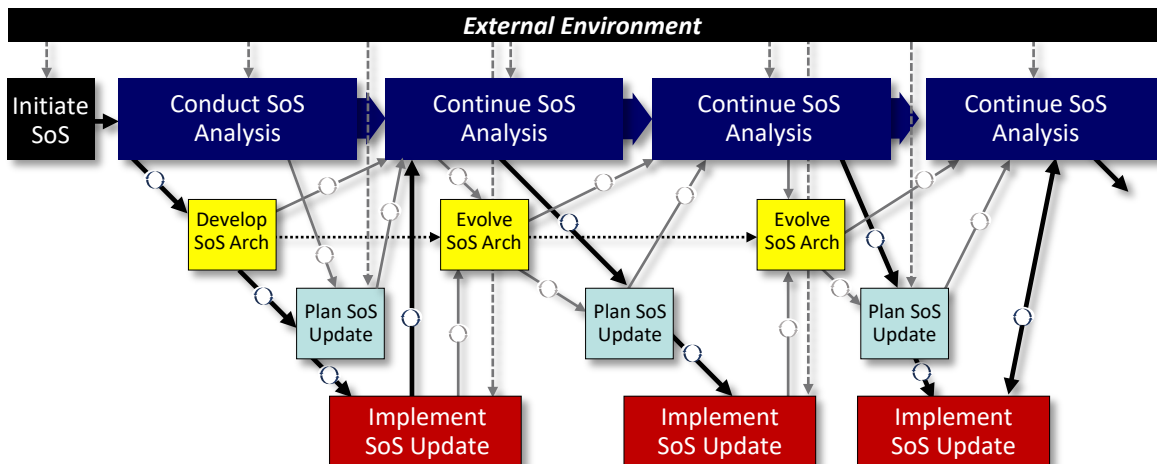 External Environment
Initiate
SoS
Conduct SoS
Analysis
Continue SoS
Analysis
Continue SoS
Analysis
Continue SoS
Analysis
Develop
SoS Arch
Evolve
SoS Arch
Evolve
SoS Arch
Plan SoS
Update
Plan SoS
Update
Plan SoS
Update
Implement
SoS Update
Implement
SoS Update
Implement
SoS Update